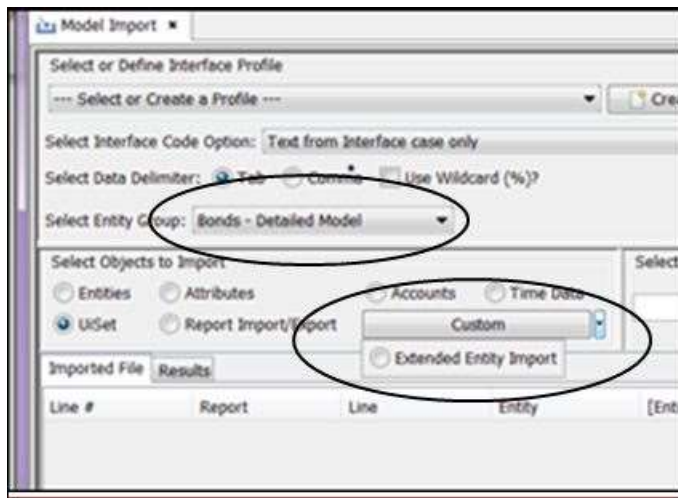 Model Import ×
Select or Define Interface Profile
--- Select or Create a Profile ---
Select Interface Code Option: Text from Interface case only
Select Data Delimiter: Tab Comma Use Wildcard (%)?
Select Entity Group: Bonds - Detailed Model
Select Objects to Import Select
Entities Attributes Accounts Time Data
UiSet Report Import/Export Custom
Extended Entity Import
Imported File Results
Line # Report Line Entity